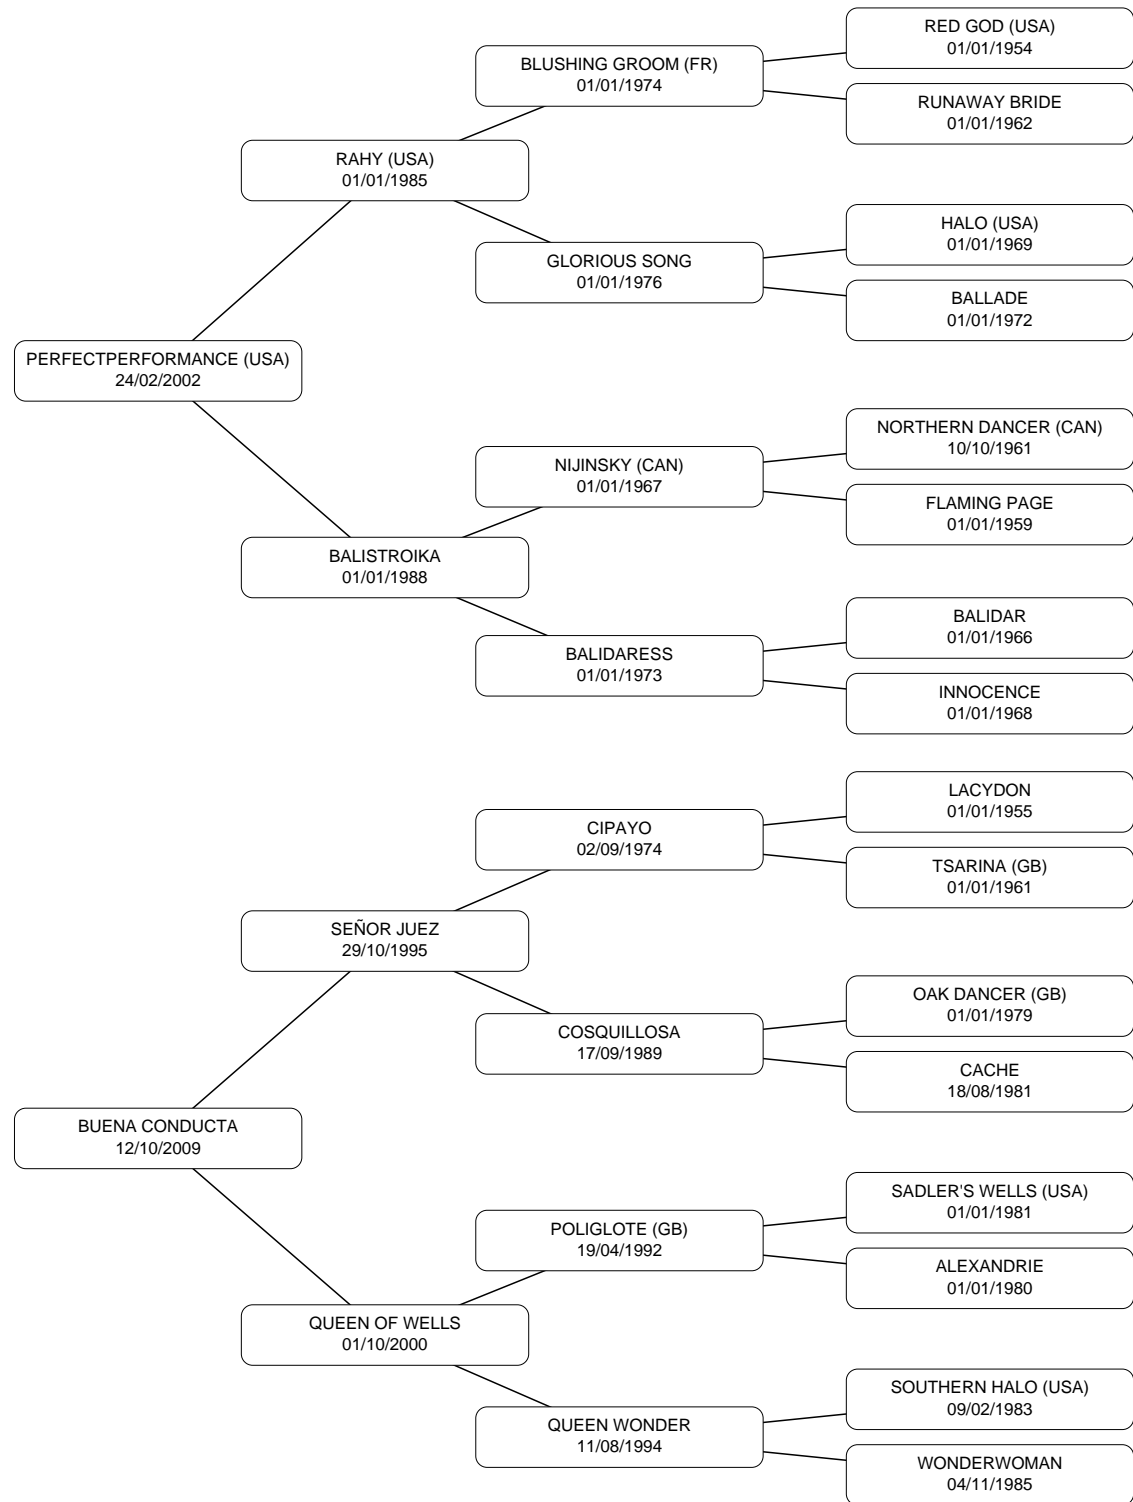 RED GOD (USA)
01/01/1954
BLUSHING GROOM (FR)
01/01/1974
RUNAWAY BRIDE
01/01/1962
RAHY (USA)
01/01/1985
HALO (USA)
01/01/1969
GLORIOUS SONG
01/01/1976
BALLADE
01/01/1972
PERFECTPERFORMANCE (USA)
24/02/2002
NORTHERN DANCER (CAN)
10/10/1961
NIJINSKY (CAN)
01/01/1967
FLAMING PAGE
01/01/1959
BALISTROIKA
01/01/1988
BALIDAR
01/01/1966
BALIDARESS
01/01/1973
INNOCENCE
01/01/1968
LACYDON
01/01/1955
CIPAYO
02/09/1974
TSARINA (GB)
01/01/1961
SEÑOR JUEZ
29/10/1995
OAK DANCER (GB)
01/01/1979
COSQUILLOSA
17/09/1989
CACHE
18/08/1981
BUENA CONDUCTA
12/10/2009
SADLER'S WELLS (USA)
01/01/1981
POLIGLOTE (GB)
19/04/1992
ALEXANDRIE
01/01/1980
QUEEN OF WELLS
01/10/2000
SOUTHERN HALO (USA)
09/02/1983
QUEEN WONDER
11/08/1994
WONDERWOMAN
04/11/1985